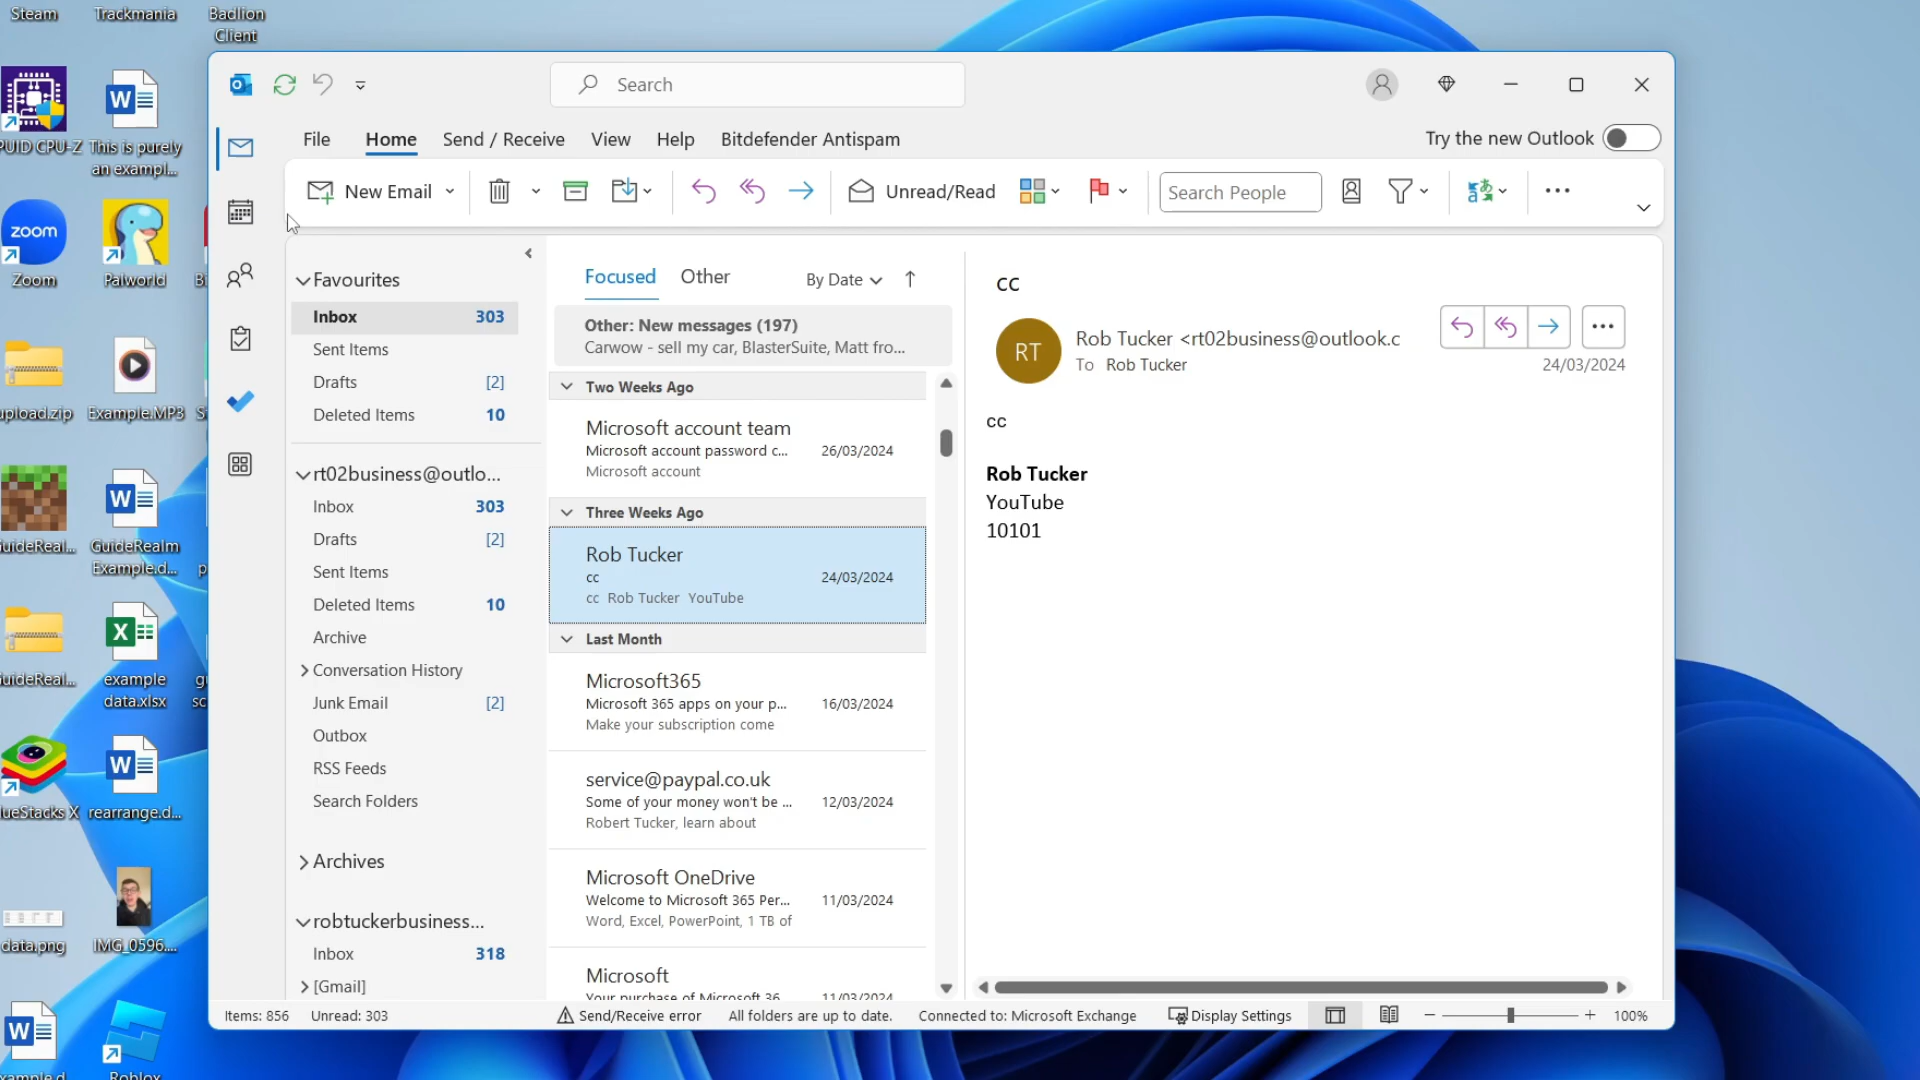 Steam
Trackmania
Badlion
Client
This is purely
an exampl...
zoom
Zoom
Palworld
upload.zip
Example.MP3
GuideRealm
Example.d...
example
data.xlsx
rearrange.d...
data.png
IMG_0596....
Roblox
Search
File
Home
Send / Receive
View
Help
Bitdefender Antispam
Try the new Outlook
New Email
Unread/Read
Search People
Favourites
Inbox 303
Sent Items
Drafts [2]
Deleted Items 10
rt02business@outlo...
Inbox 303
Drafts [2]
Sent Items
Deleted Items 10
Archive
Conversation History
Junk Email [2]
Outbox
RSS Feeds
Search Folders
Archives
robtuckerbusiness...
Inbox 318
[Gmail]
Focused
Other
By Date
Other: New messages (197)
Carwow - sell my car, BlasterSuite, Matt fro...
Two Weeks Ago
Microsoft account team
Microsoft account password c... 26/03/2024
Microsoft account
Three Weeks Ago
Rob Tucker
cc 24/03/2024
cc Rob Tucker YouTube
Last Month
Microsoft365
Microsoft 365 apps on your p... 16/03/2024
Make your subscription come
service@paypal.co.uk
Some of your money won't be ... 12/03/2024
Robert Tucker, learn about
Microsoft OneDrive
Welcome to Microsoft 365 Per... 11/03/2024
Word, Excel, PowerPoint, 1 TB of
Microsoft
Your purchase of Microsoft 36... 11/03/2024
cc
RT
Rob Tucker <rt02business@outlook.c
To Rob Tucker
24/03/2024
cc
Rob Tucker
YouTube
10101
Items: 856
Unread: 303
Send/Receive error
All folders are up to date.
Connected to: Microsoft Exchange
Display Settings
100%